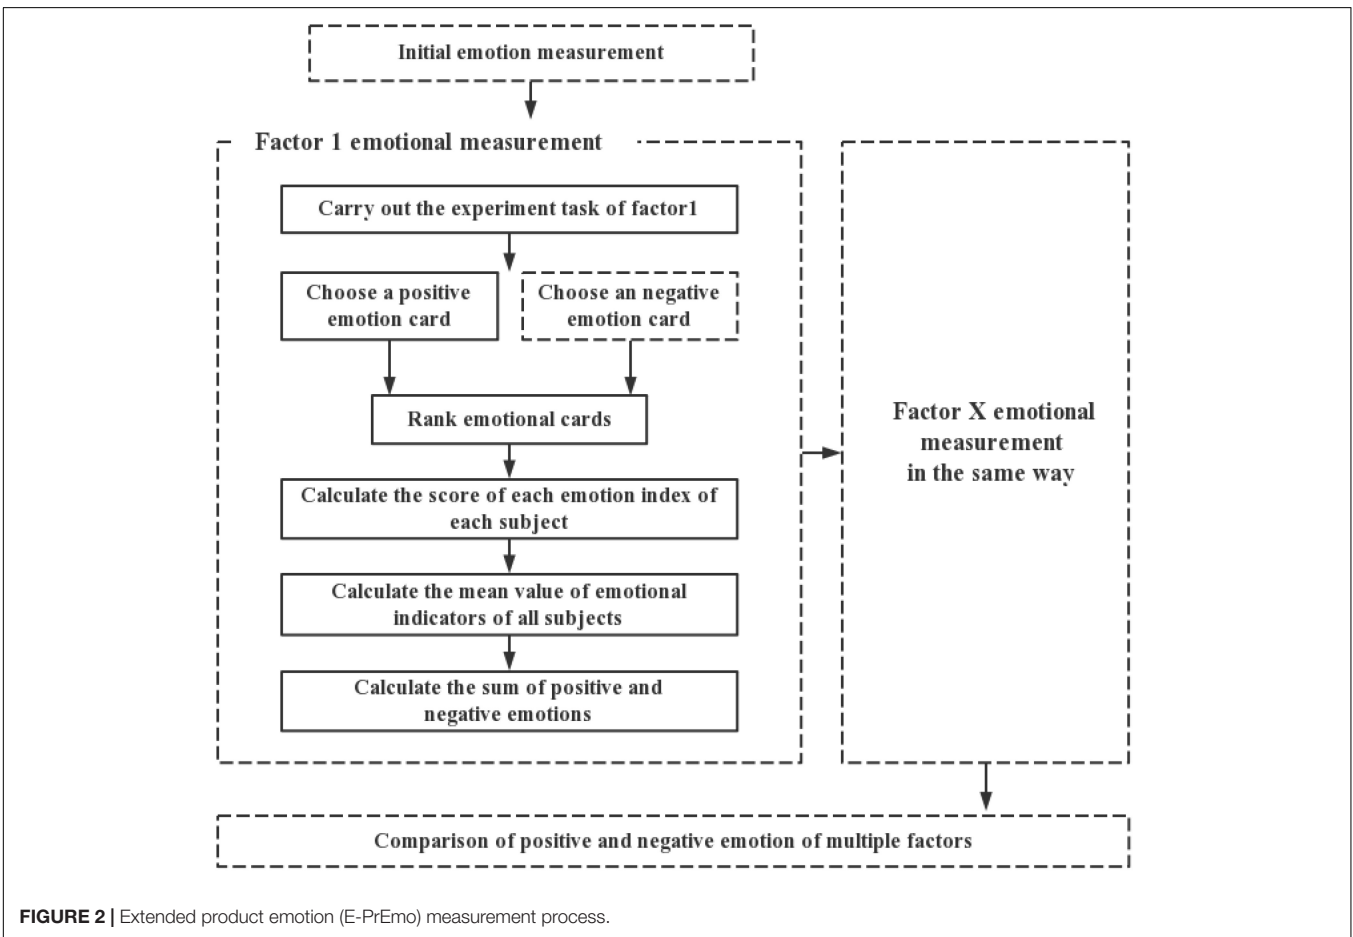 Initial emotion measurement
Factor 1 emotional measurement
Carry out the experiment task of factor1
Choose a positive
emotion card
Choose an negative
emotion card
Rank emotional cards
Calculate the score of each emotion index of
each subject
Calculate the mean value of emotional
indicators of all subjects
Calculate the sum of positive and
negative emotions
Factor X emotional
measurement
in the same way
Comparison of positive and negative emotion of multiple factors
FIGURE 2 | Extended product emotion (E-PrEmo) measurement process.